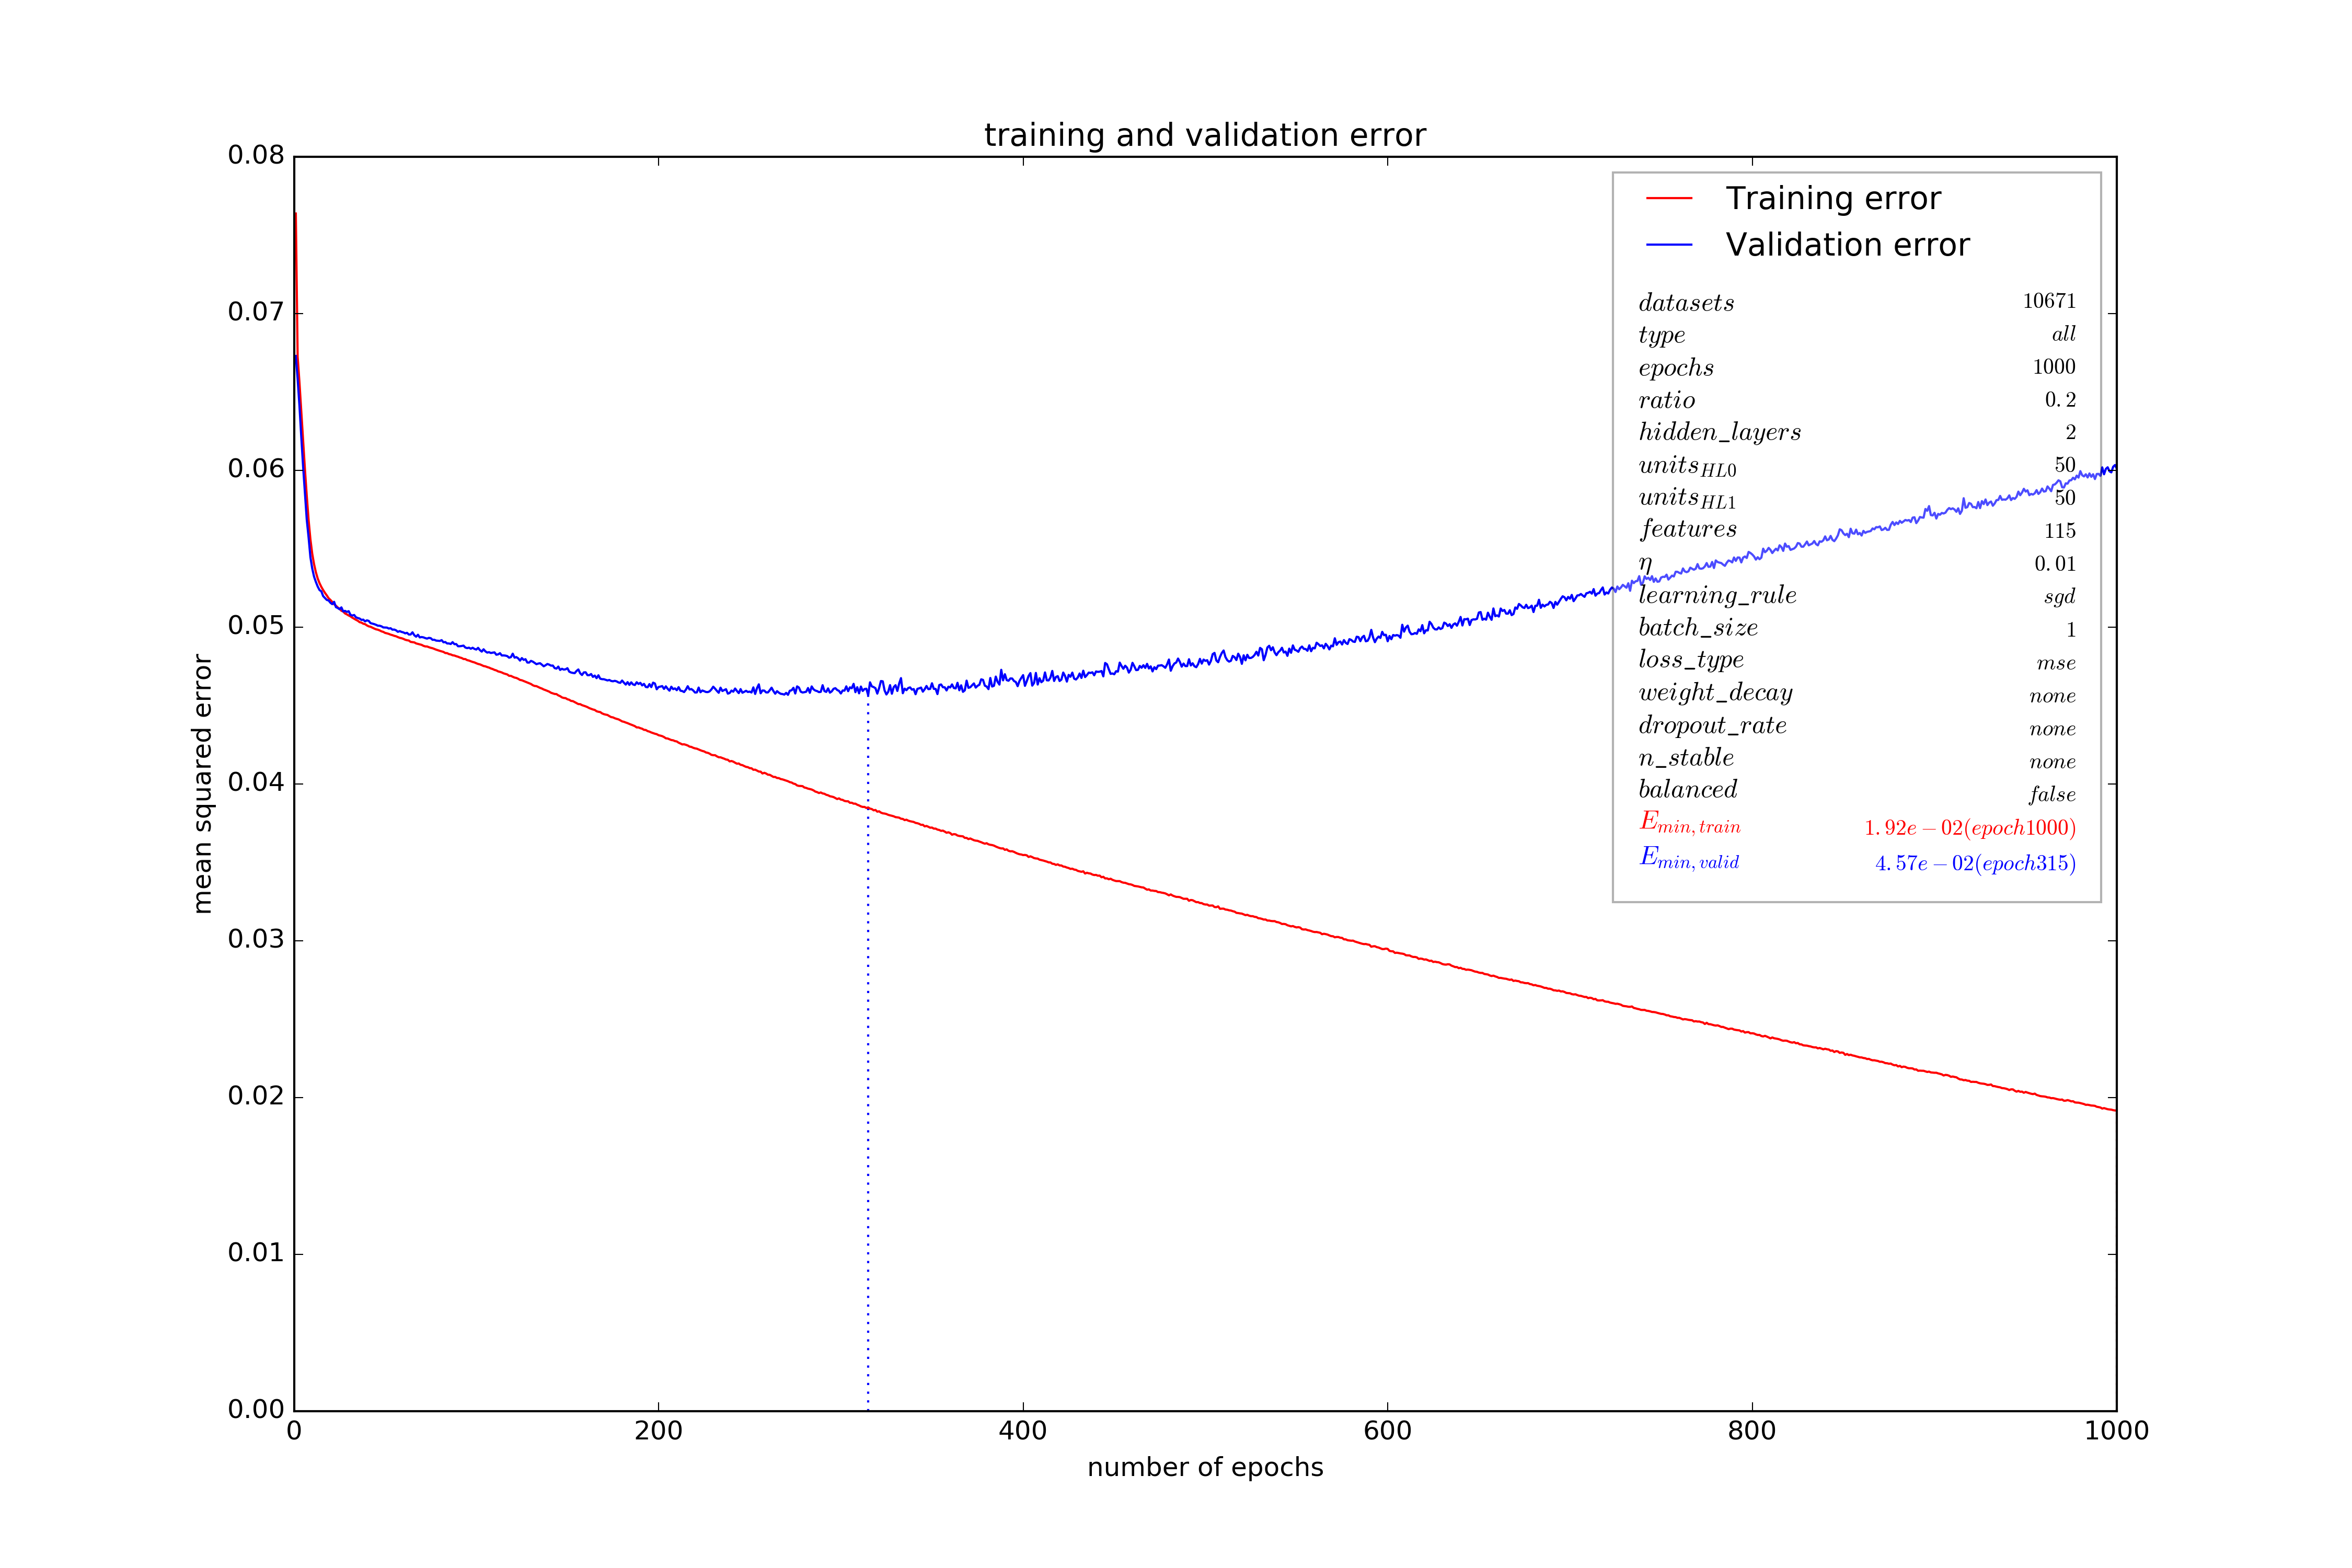 training and validation error
0.08
0.07
0.06
0.05
0.04
0.03
0.02
0.01
0.00
mean squared error
0 200 400 600 800 1000
number of epochs
Training error
Validation error
datasets 10671
type all
epochs 1000
ratio 0.2
hidden_layers 2
units_HL0 50
units_HL1 50
features 115
η 0.01
learning_rule sgd
batch_size 1
loss_type mse
weight_decay none
dropout_rate none
n_stable none
balanced false
E_min,train 1.92e − 02(epoch1000)
E_min,valid 4.57e − 02(epoch315)